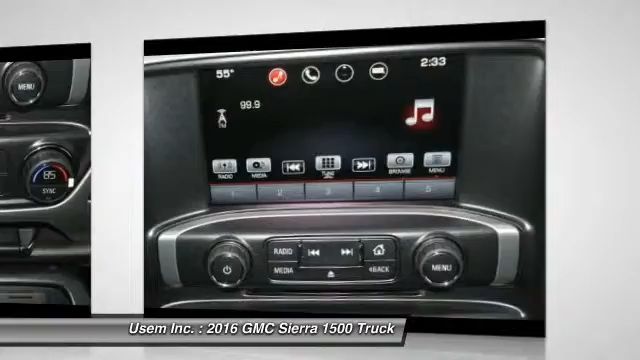 MENU
85
SYNC
55° 2:33
99.9
RADIO MEDIA TUNE BROWSE MENU
1 2 3 4 5
RADIO
MEDIA BACK
MENU
Usem Inc. : 2016 GMC Sierra 1500 Truck